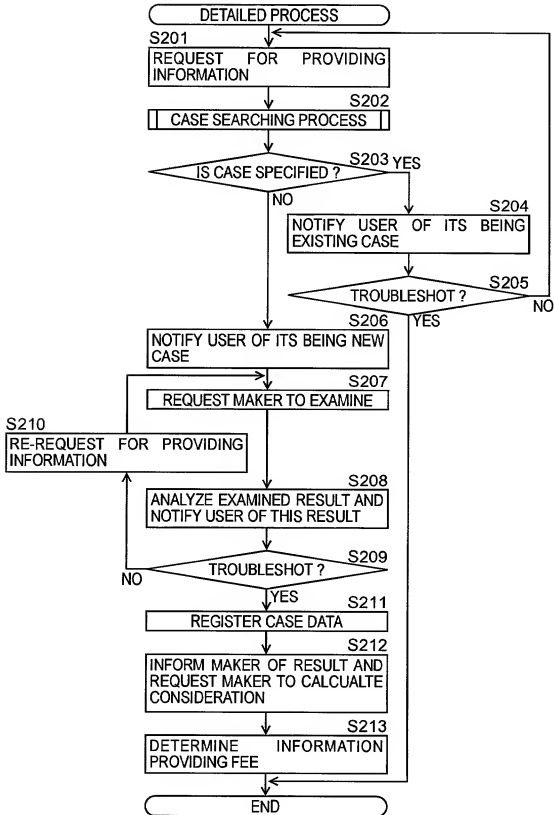 DETAILED PROCESS
S201
REQUEST FOR PROVIDING
INFORMATION
S202
CASE SEARCHING PROCESS
S203
IS CASE SPECIFIED ?
YES
NO
S204
NOTIFY USER OF ITS BEING
EXISTING CASE
S205
TROUBLESHOT ?
NO
YES
S206
NOTIFY USER OF ITS BEING NEW
CASE
S207
REQUEST MAKER TO EXAMINE
S210
RE-REQUEST FOR PROVIDING
INFORMATION
S208
ANALYZE EXAMINED RESULT AND
NOTIFY USER OF THIS RESULT
S209
TROUBLESHOT ?
NO
YES
S211
REGISTER CASE DATA
S212
INFORM MAKER OF RESULT AND
REQUEST MAKER TO CALCUALTE
CONSIDERATION
S213
DETERMINE INFORMATION
PROVIDING FEE
END